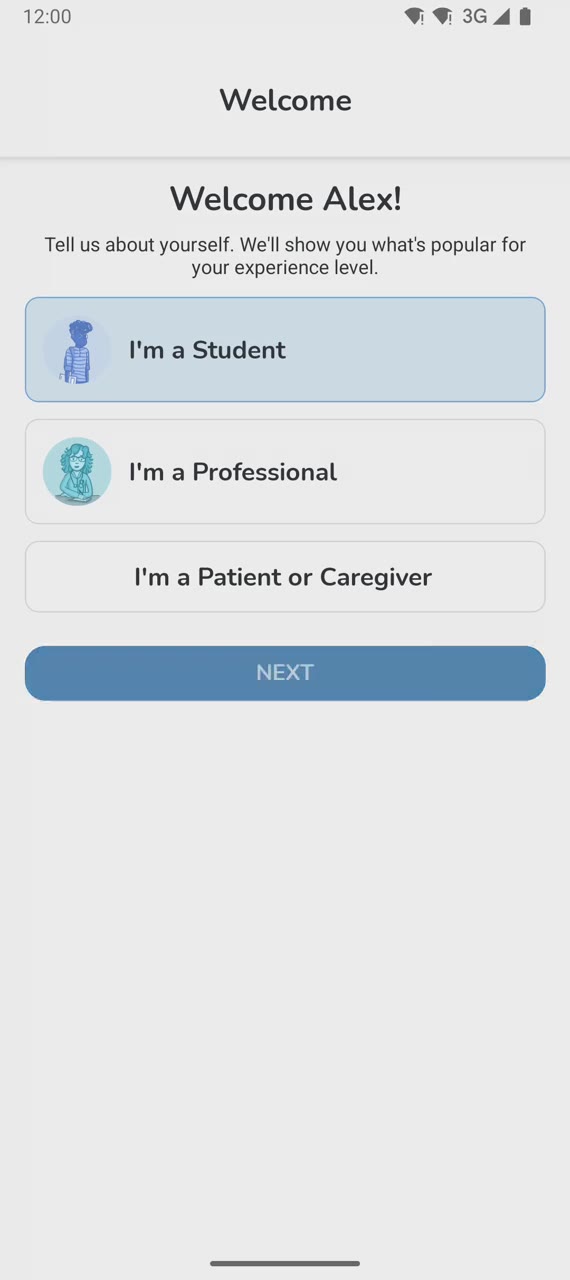 12:00
3G
Welcome
Welcome Alex!
Tell us about yourself. We'll show you what's popular for
your experience level.
I'm a Student
I'm a Professional
I'm a Patient or Caregiver
NEXT